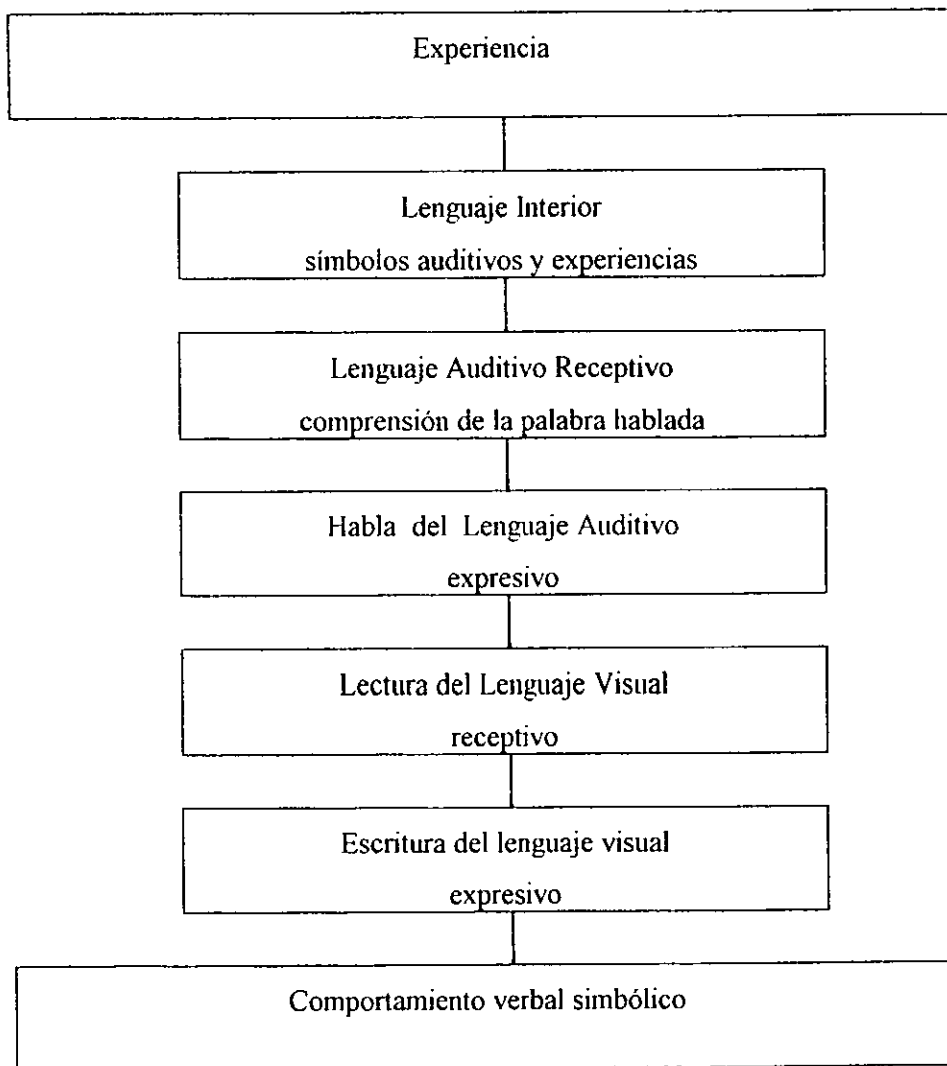 Experiencia
Lenguaje Interior
símbolos auditivos y experiencias
Lenguaje Auditivo Receptivo
comprensión de la palabra hablada
Habla del Lenguaje Auditivo
expresivo
Lectura del Lenguaje Visual
receptivo
Escritura del lenguaje visual
expresivo
Comportamiento verbal simbólico